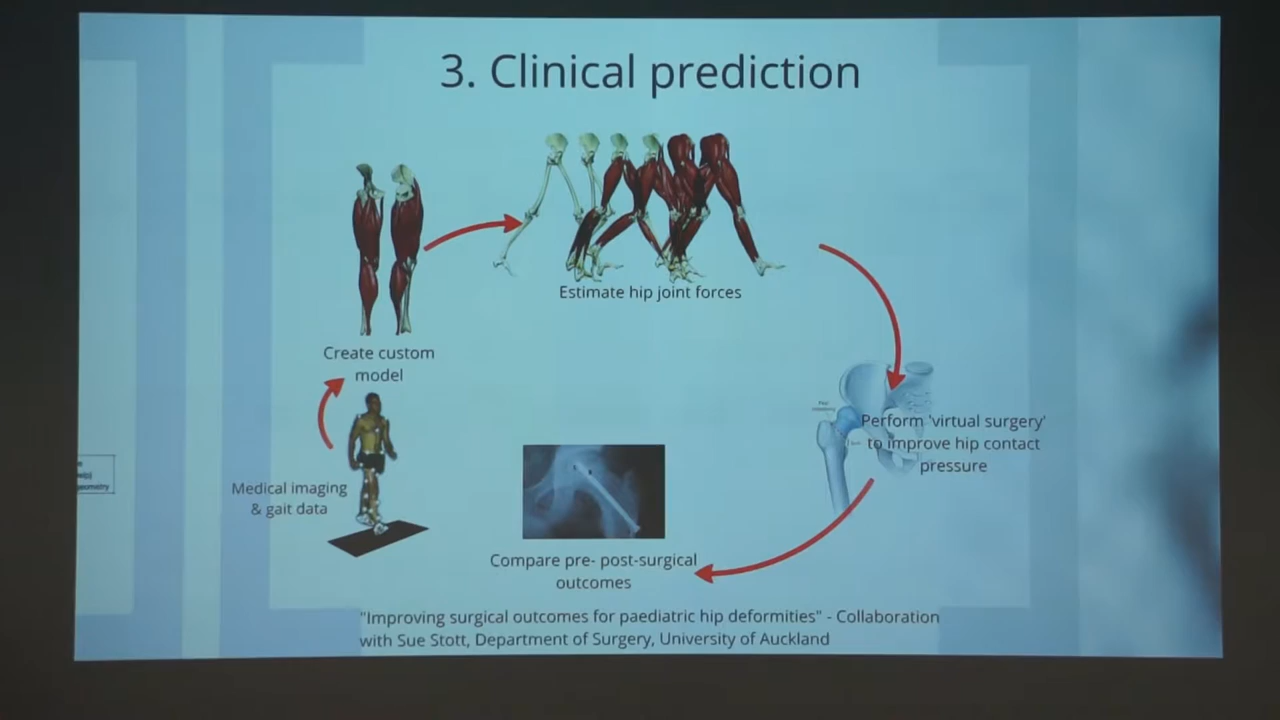 3. Clinical prediction
Estimate hip joint forces
Create custom
model
Perform 'virtual surgery'
to improve hip contact
pressure
Medical imaging
& gait data
Compare pre- post-surgical
outcomes
"Improving surgical outcomes for paediatric hip deformities" - Collaboration
with Sue Stott, Department of Surgery, University of Auckland